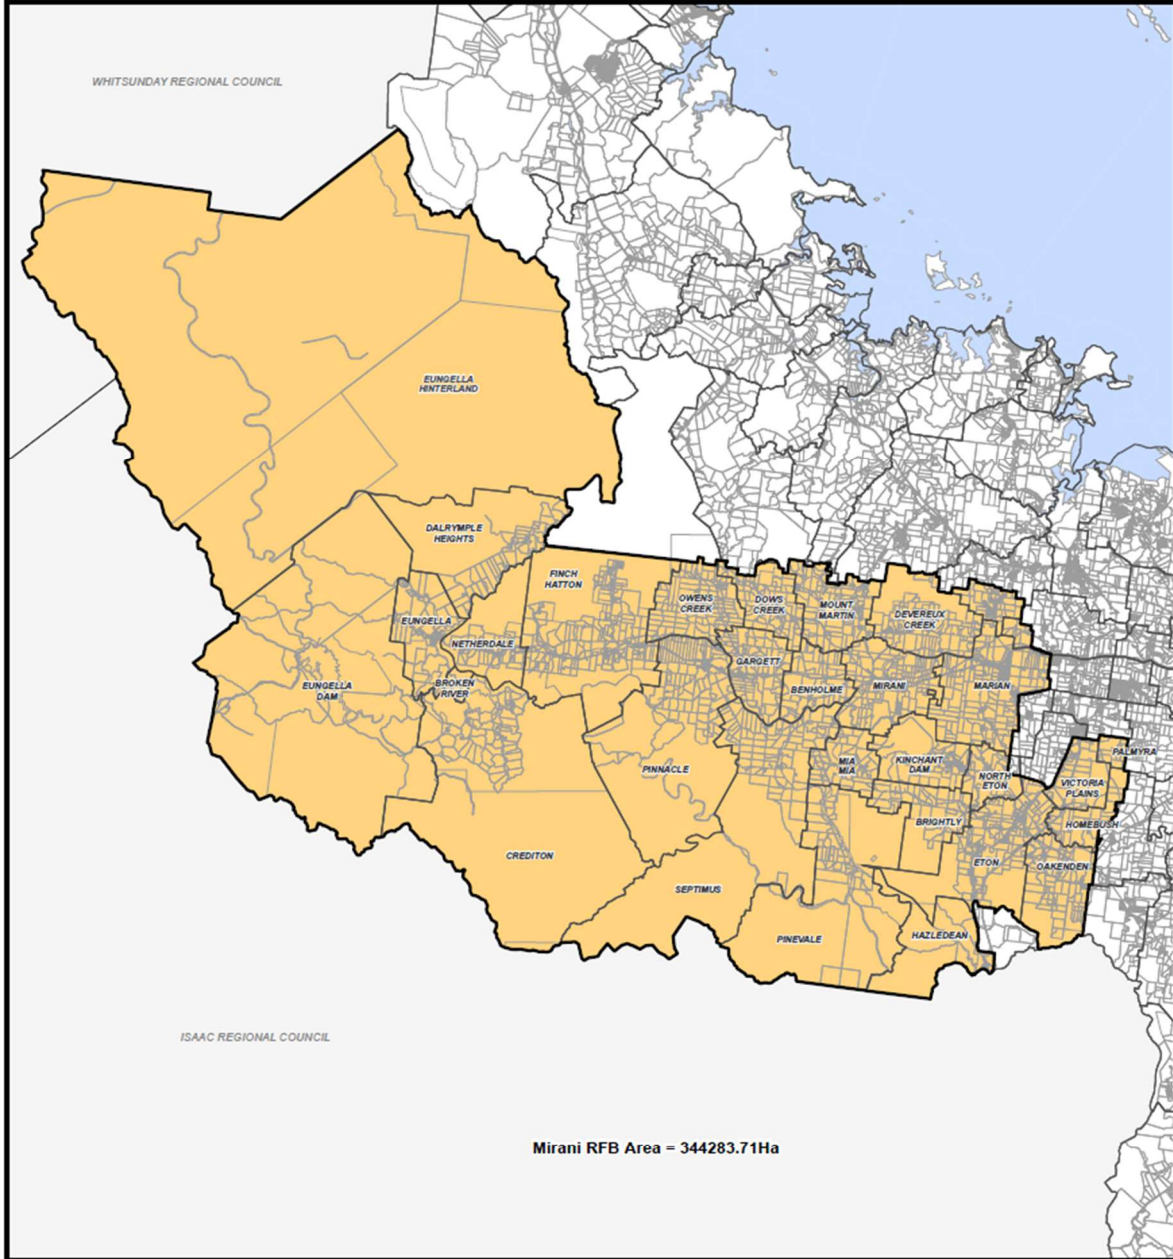 WHITSUNDAY REGIONAL COUNCIL
EUNGELLA
HINTERLAND
DALRYMPLE
HEIGHTS
FINCH
HATTON
OWENS
CREEK
DOWS
CREEK
MOUNT
MARTIN
DEVEREUX
CREEK
EUNGELLA
NETHERDALE
GARGETT
BENHOLME
MIRANI
MARIAN
EUNGELLA
DAM
BROKEN
RIVER
PINNACLE
MIA
MIA
KINCHANT
DAM
NORTH
ETON
PALMYRA
VICTORIA
PLAINS
BRIGHTLY
HOMEBUSH
CREDITON
ETON
OAKENDEN
SEPTIMUS
PINEVALE
HAZLEDEAN
ISAAC REGIONAL COUNCIL
Mirani RFB Area = 344283.71Ha